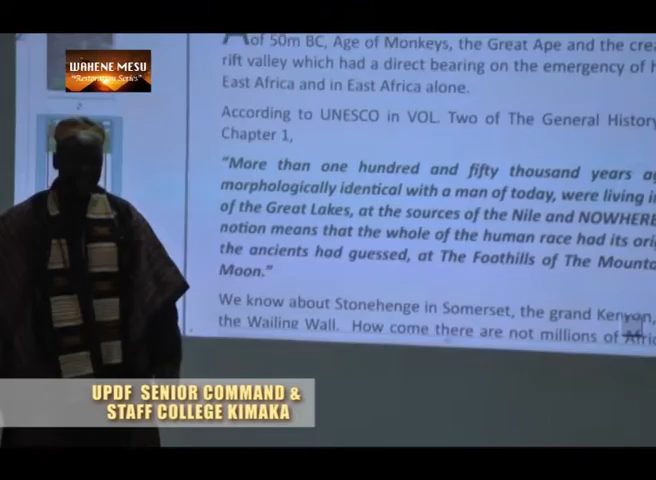 WAHENE MESU
"Restoration Series"
2
of 50m BC, Age of Monkeys, the Great Ape and the
rift valley which had a direct bearing on the emergency of
East Africa and in East Africa alone.
According to UNESCO in VOL. Two of The General History
Chapter 1,
"More than one hundred and fifty thousand years
morphologically identical with a man of today, were living
of the Great Lakes, at the sources of the Nile and NOWHERE
notion means that the whole of the human race had its
the ancients had guessed, at The Foothills of The
Moon."
We know about Stonehenge in Somerset, the grand Kenyon,
the Wailing Wall. How come there are not millions of
UPDF SENIOR COMMAND &
STAFF COLLEGE KIMAKA